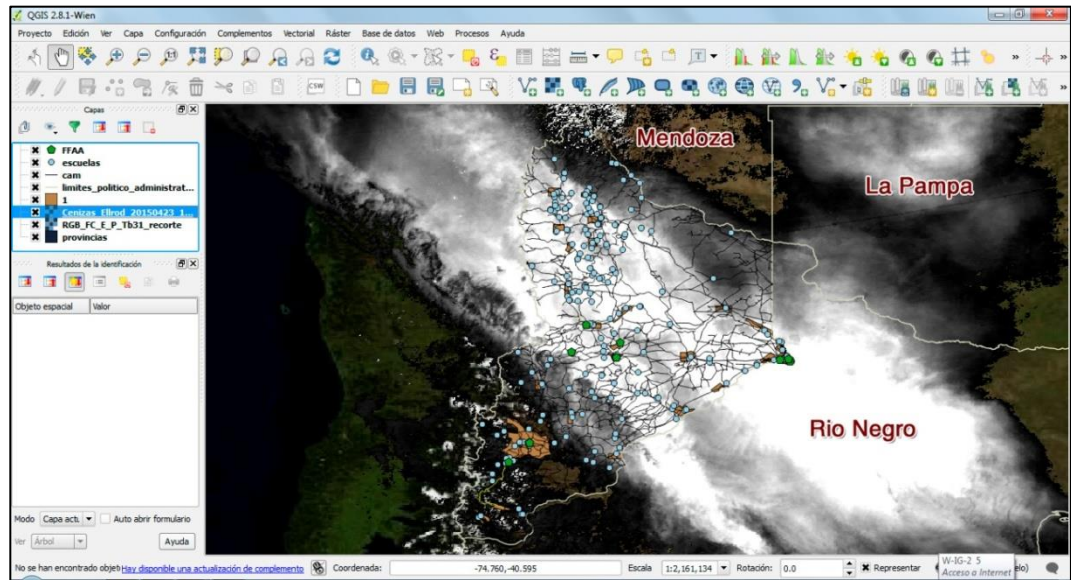 QGIS 2.8.1-Wien
Proyecto Edición Ver Capa Configuración Complementos Vectorial Ráster Base de datos Web Procesos Ayuda
CSW
Capas
FFAA
escuelas
cam
limites_politico_administrat...
1
Cenizas_Ellrod_20150423_1...
RGB_FC_E_P_Tb31_recorte
provincias
Resultados de la identificación
Objeto espacial Valor
Modo Capa actu Auto abrir formulario
Ver Árbol Ayuda
Mendoza
La Pampa
Rio Negro
No se han encontrado objeti Hay disponible una actualización de complemento Coordenada: -74.760,-40.595 Escala 1:2,161,134 Rotación: 0.0 Representar elo)
W-IG-2 5
Acceso a Internet